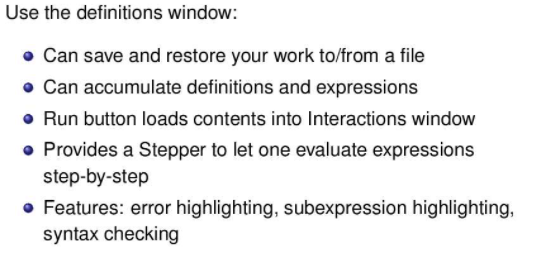 Use the definitions window:
Can save and restore your work to/from a file
Can accumulate definitions and expressions
Run button loads contents into Interactions window
Provides a Stepper to let one evaluate expressions
step-by-step
Features: error highlighting, subexpression highlighting,
syntax checking